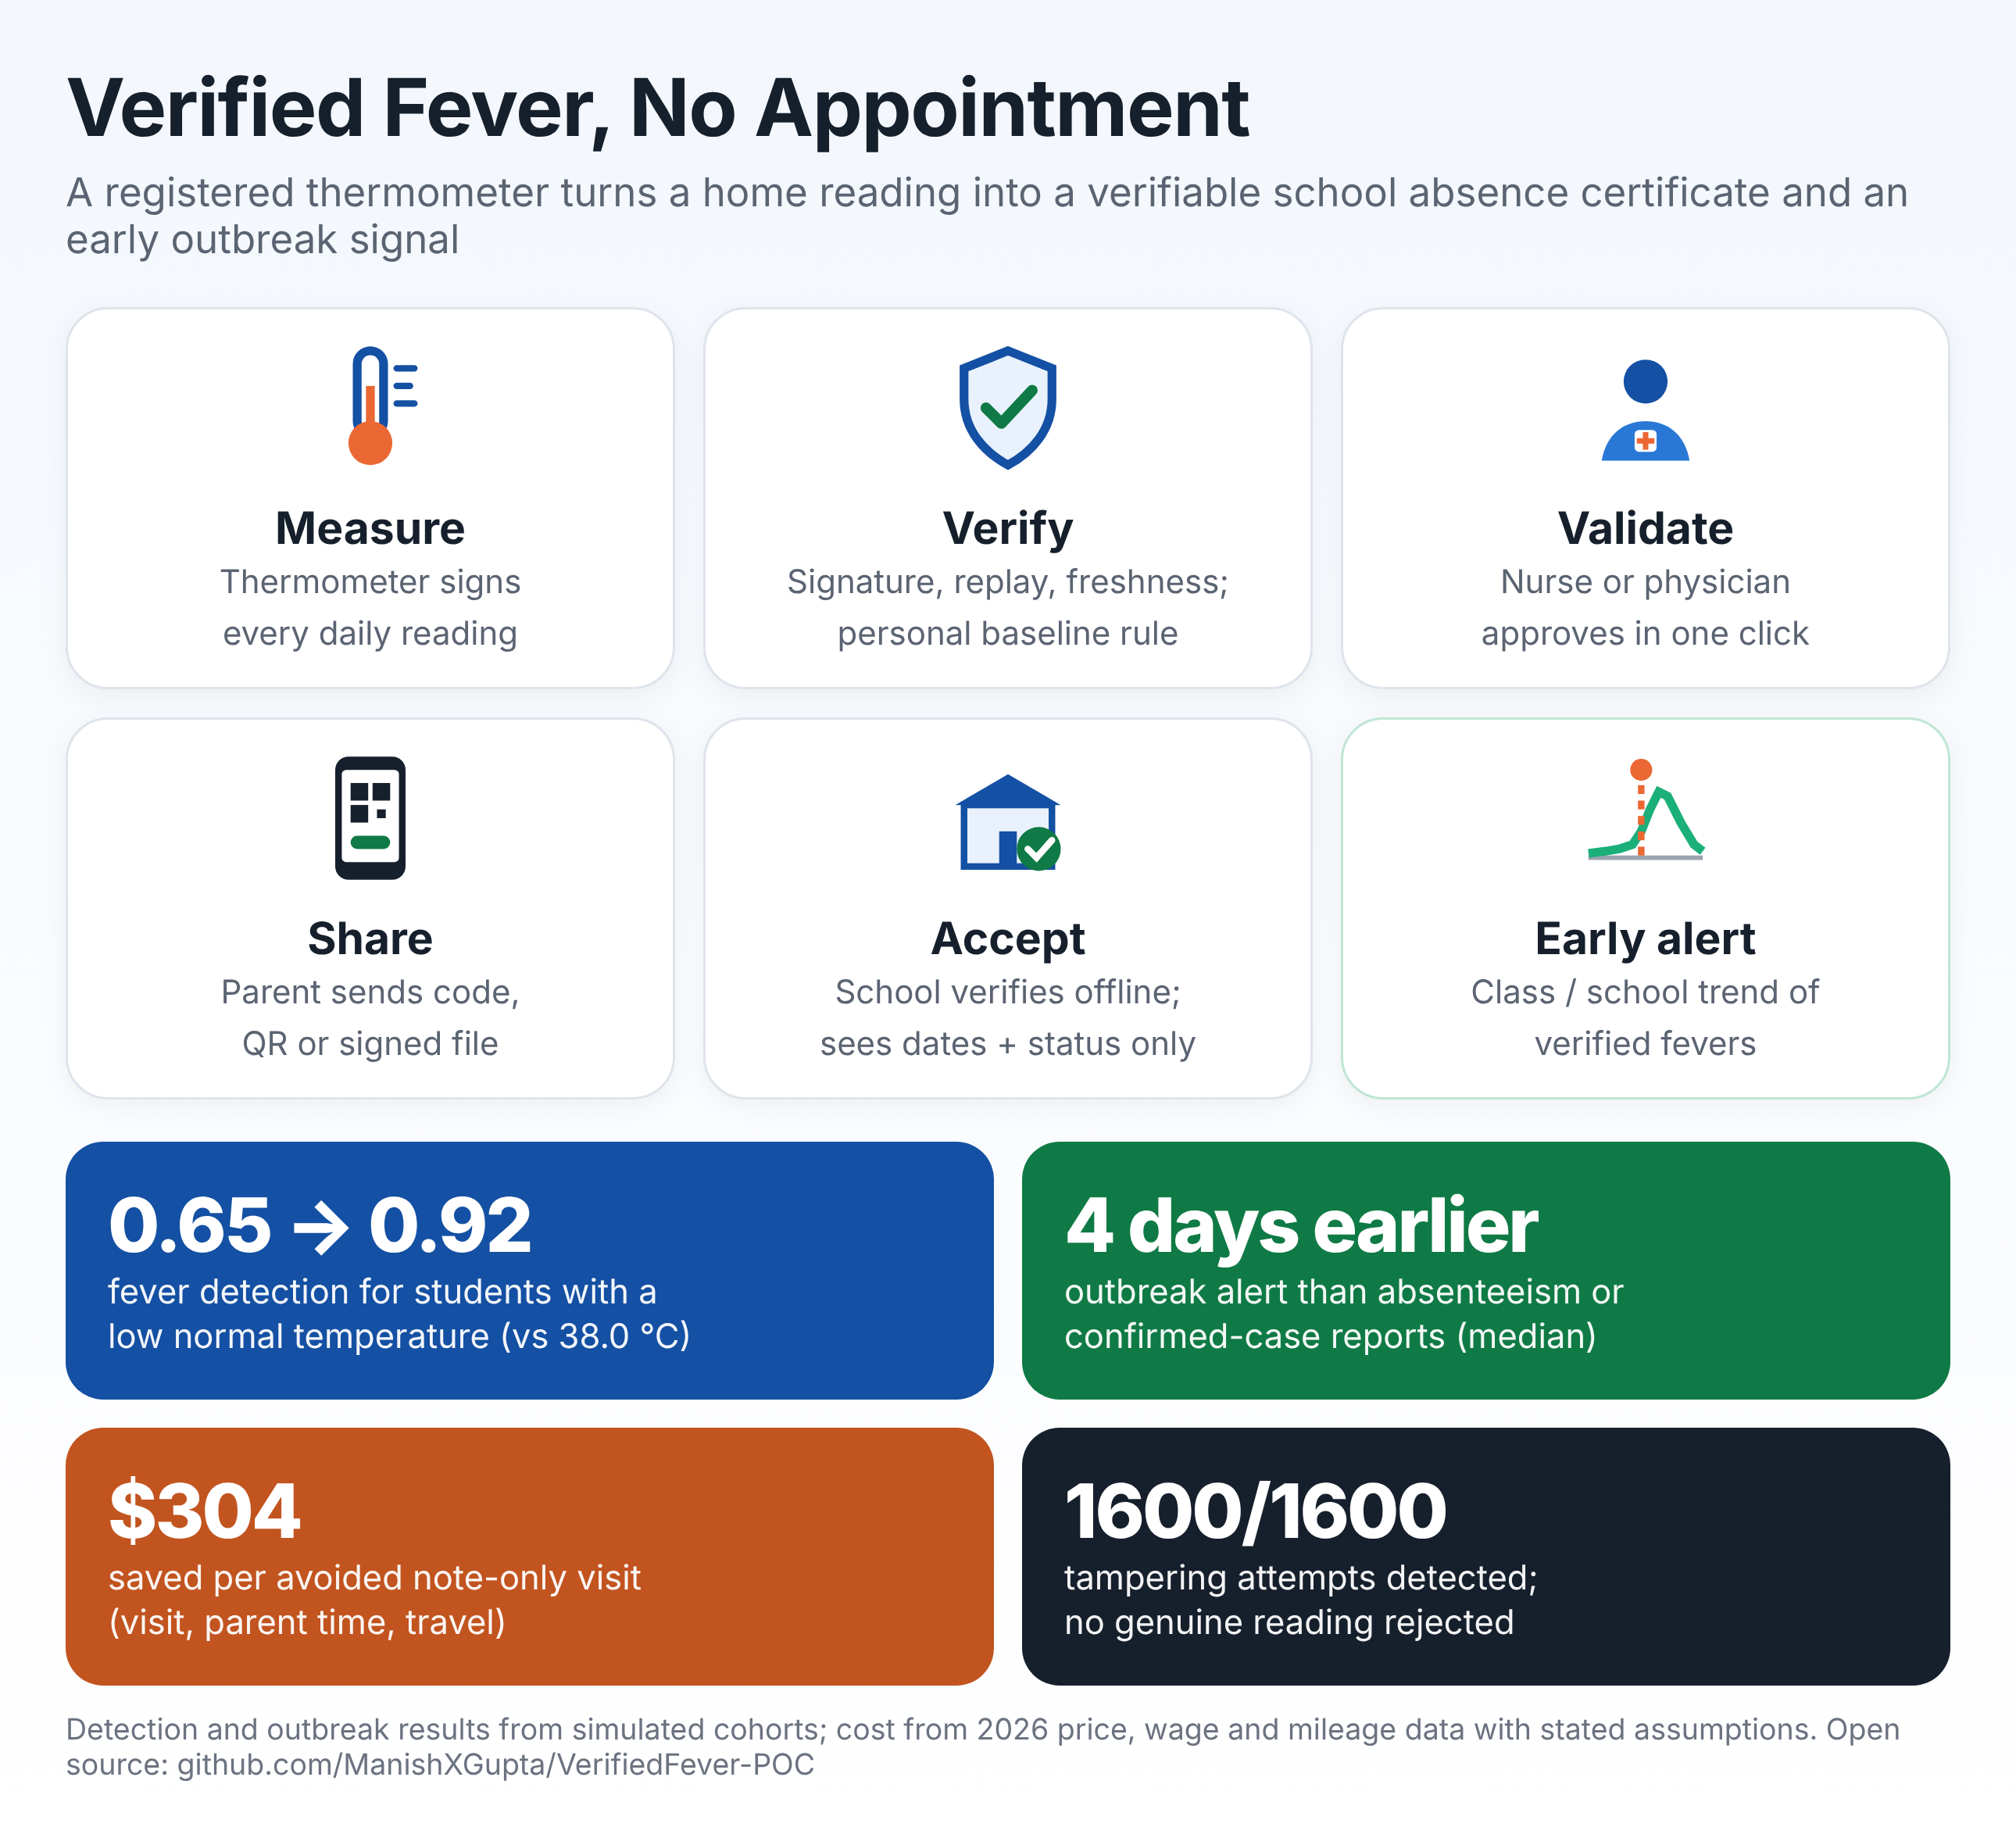 Verified Fever, No Appointment
A registered thermometer turns a home reading into a verifiable school absence certificate and an
early outbreak signal
Measure
Thermometer signs
every daily reading
Verify
Signature, replay, freshness;
personal baseline rule
Validate
Nurse or physician
approves in one click
Share
Parent sends code,
QR or signed file
Accept
School verifies offline;
sees dates + status only
Early alert
Class / school trend of
verified fevers
0.65 → 0.92
fever detection for students with a
low normal temperature (vs 38.0 °C)
4 days earlier
outbreak alert than absenteeism or
confirmed-case reports (median)
$304
saved per avoided note-only visit
(visit, parent time, travel)
1600/1600
tampering attempts detected;
no genuine reading rejected
Detection and outbreak results from simulated cohorts; cost from 2026 price, wage and mileage data with stated assumptions. Open
source: github.com/ManishXGupta/VerifiedFever-POC